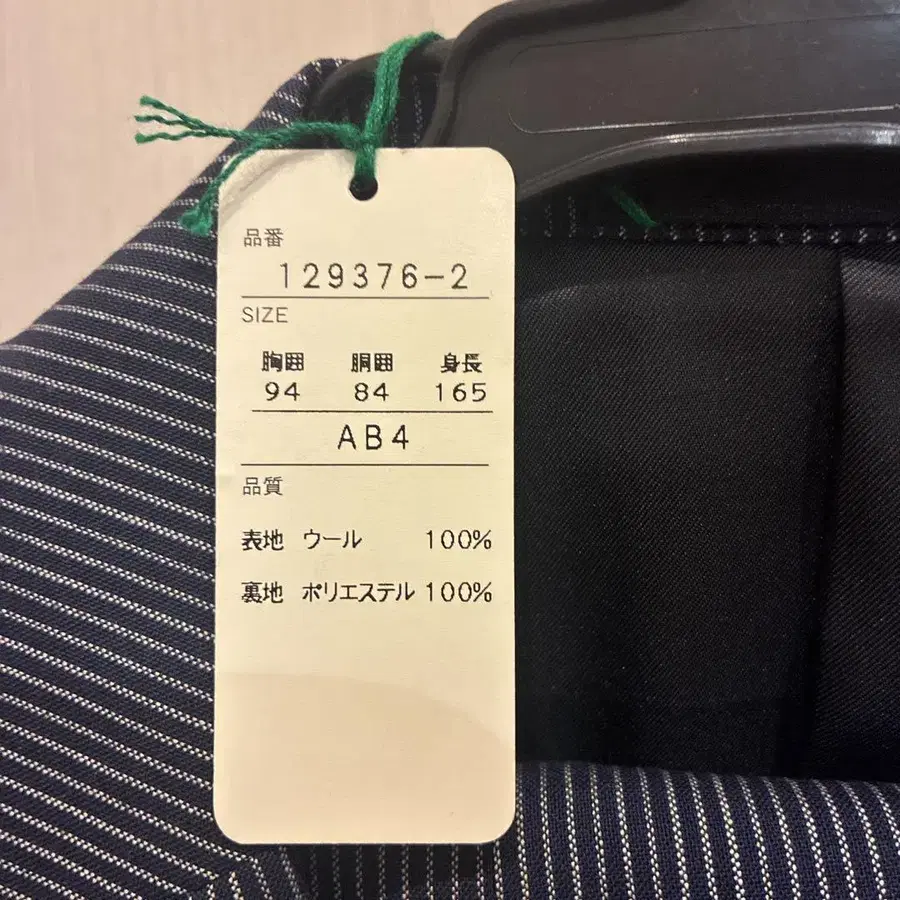 品番
129376-2
SIZE
胸囲 胴囲 身長
94 84 165
AB4
品質
表地 ウール 100%
裏地 ポリエステル 100%